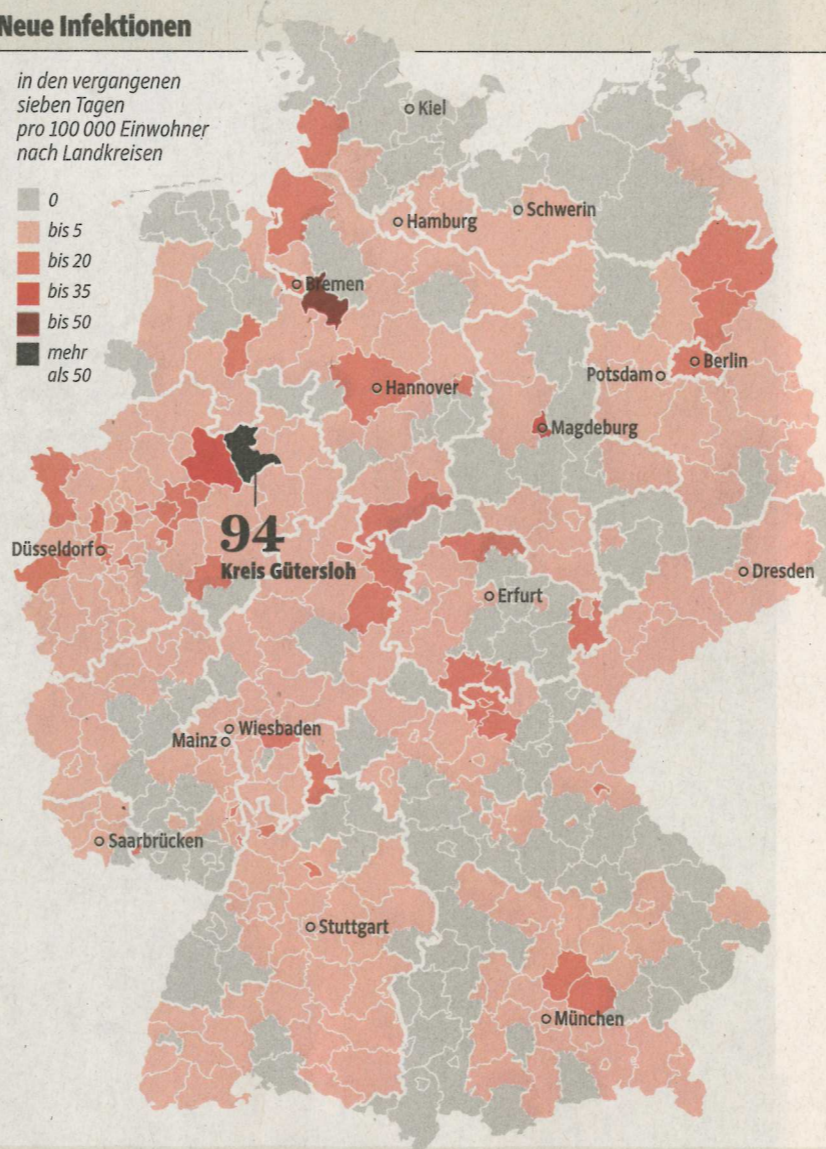 Neue Infektionen
in den vergangenen
sieben Tagen
pro 100 000 Einwohner
nach Landkreisen
0
bis 5
bis 20
bis 35
bis 50
mehr
als 50
Kiel
Hamburg
Schwerin
Bremen
Berlin
Potsdam
Hannover
Magdeburg
94
Kreis Gütersloh
Düsseldorf
Dresden
Erfurt
Wiesbaden
Mainz
Saarbrücken
Stuttgart
München